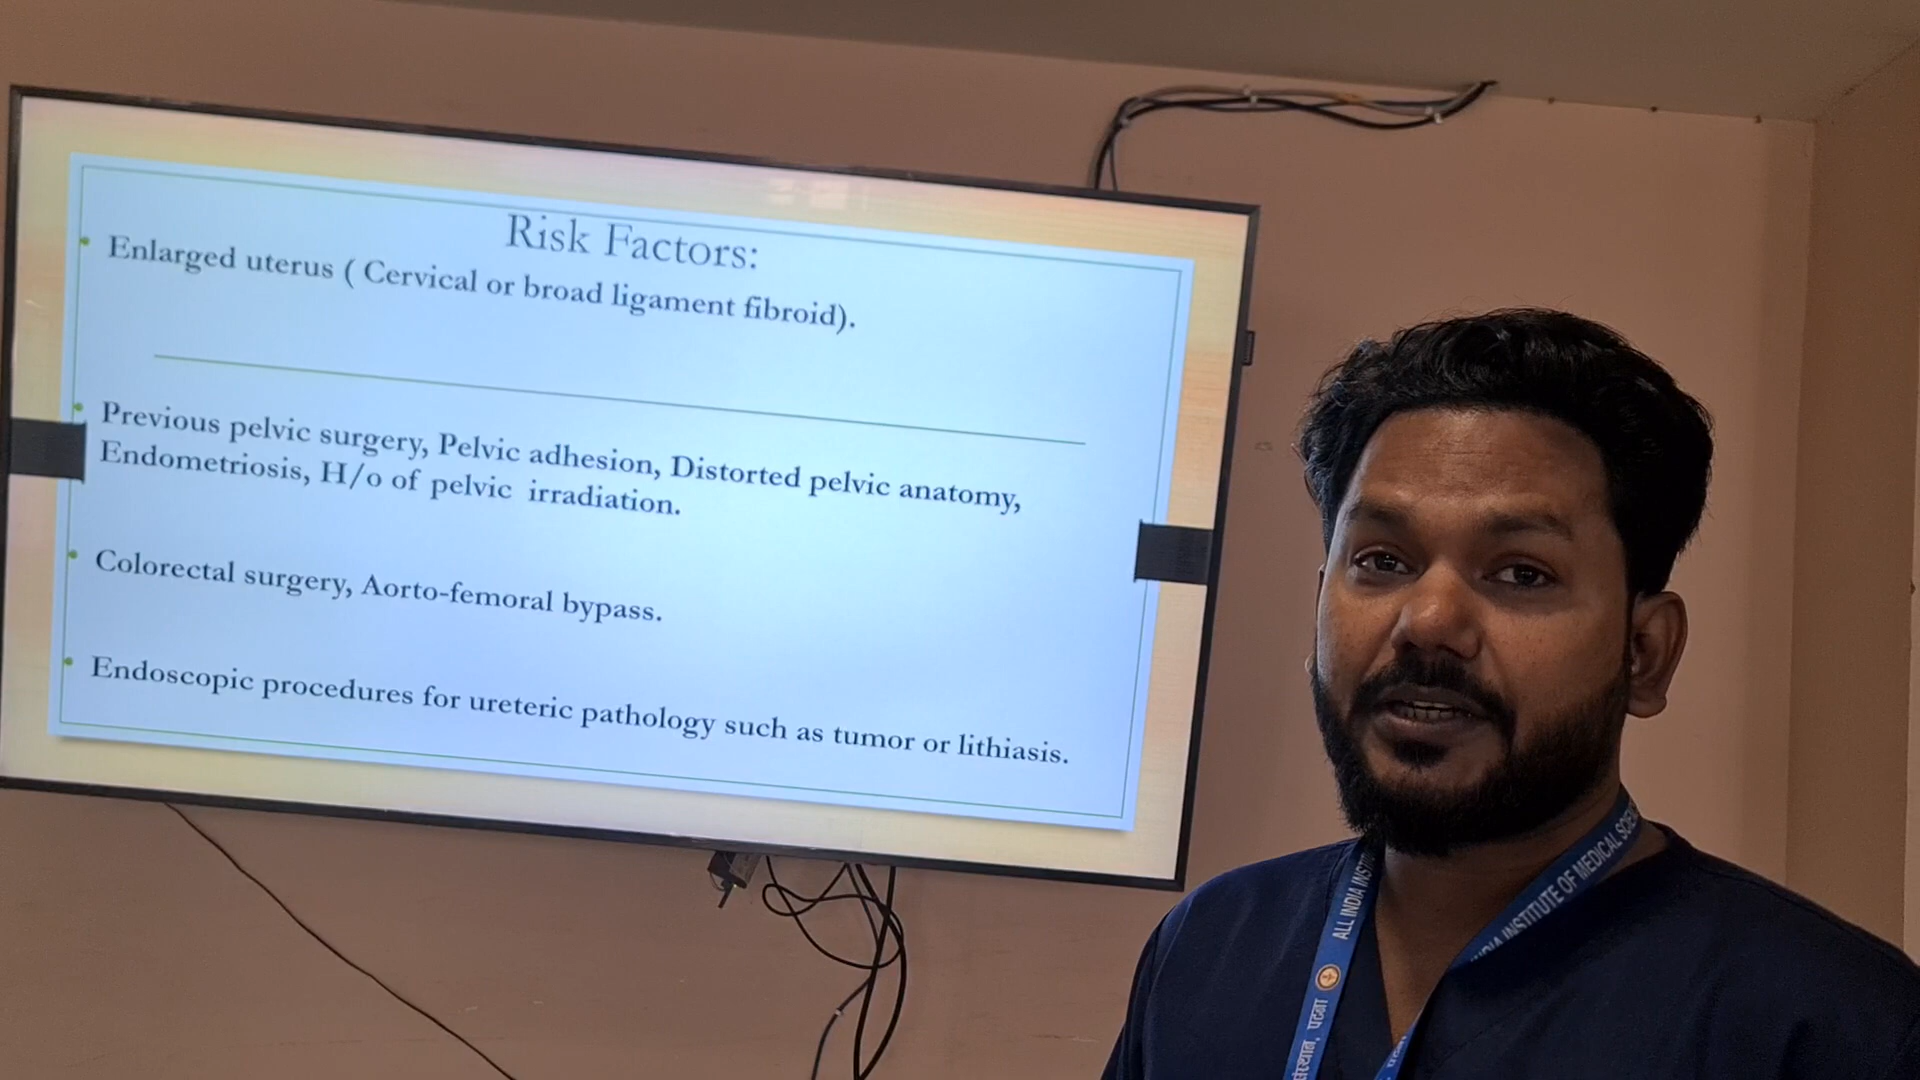 Risk Factors:
Enlarged uterus ( Cervical or broad ligament fibroid).
Previous pelvic surgery, Pelvic adhesion, Distorted pelvic anatomy,
Endometriosis, H/o of pelvic irradiation.
Colorectal surgery, Aorto-femoral bypass.
Endoscopic procedures for ureteric pathology such as tumor or lithiasis.
ALL INDIA
INSTITUTE OF MEDICAL
पटना